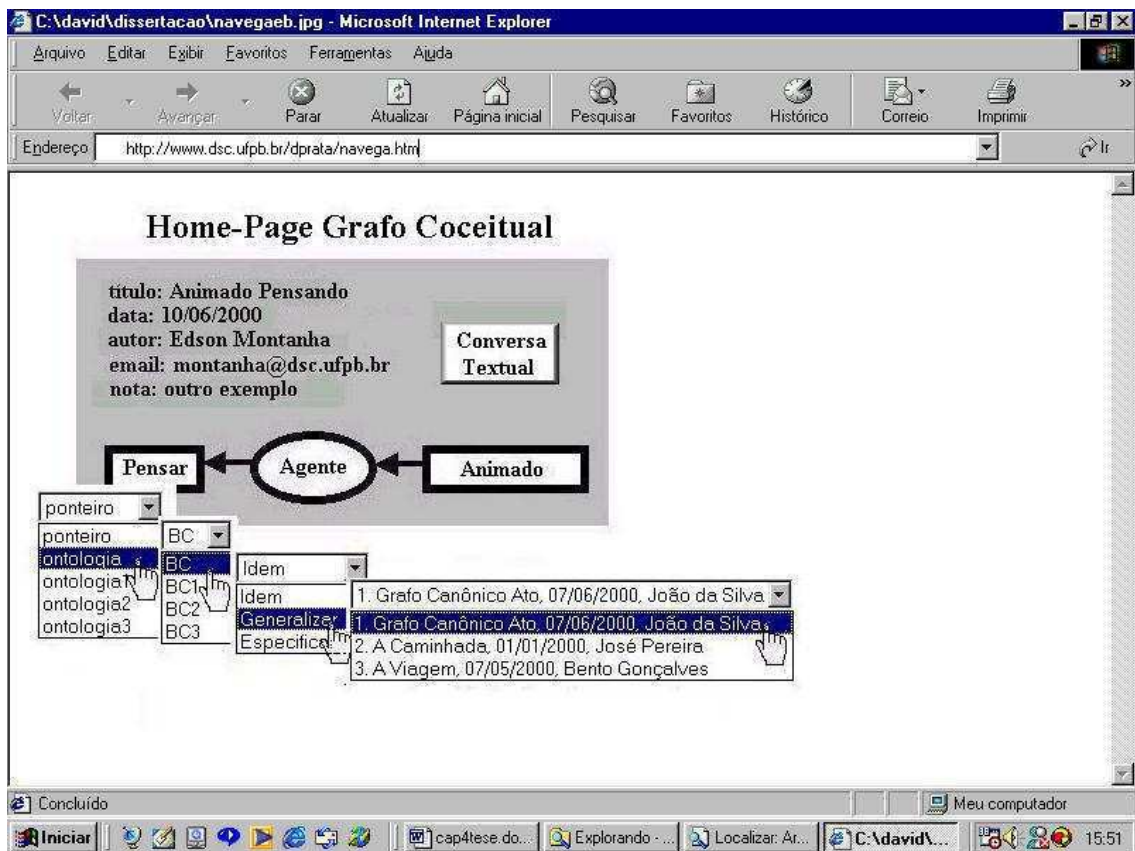 C:\david\dissertacao\navegaeb.jpg - Microsoft Internet Explorer
Arquivo Editar Exibir Favoritos Ferramentas Ajuda
Voltar Avançar Parar Atualizar Página inicial Pesquisar Favoritos Histórico Correio Imprimir
Endereço http://www.dsc.ufpb.br/dprata/navega.htm Ir
Home-Page Grafo Coceitual
título: Animado Pensando
data: 10/06/2000
autor: Edson Montanha
email: montanha@dsc.ufpb.br
nota: outro exemplo
Conversa
Textual
Pensar Agente Animado
ponteiro
ponteiro
ontologia
ontologia1
ontologia2
ontologia3
BC
BC
BC1
BC2
BC3
Idem
Idem
Generalizar
Especifica
1. Grafo Canônico Ato, 07/06/2000, João da Silva
1. Grafo Canônico Ato, 07/06/2000, João da Silva
2. A Caminhada, 01/01/2000, José Pereira
3. A Viagem, 07/05/2000, Bento Gonçalves
Concluído Meu computador
Iniciar cap4tese.do... Explorando - ... Localizar: Ar... C:\david\... 15:51